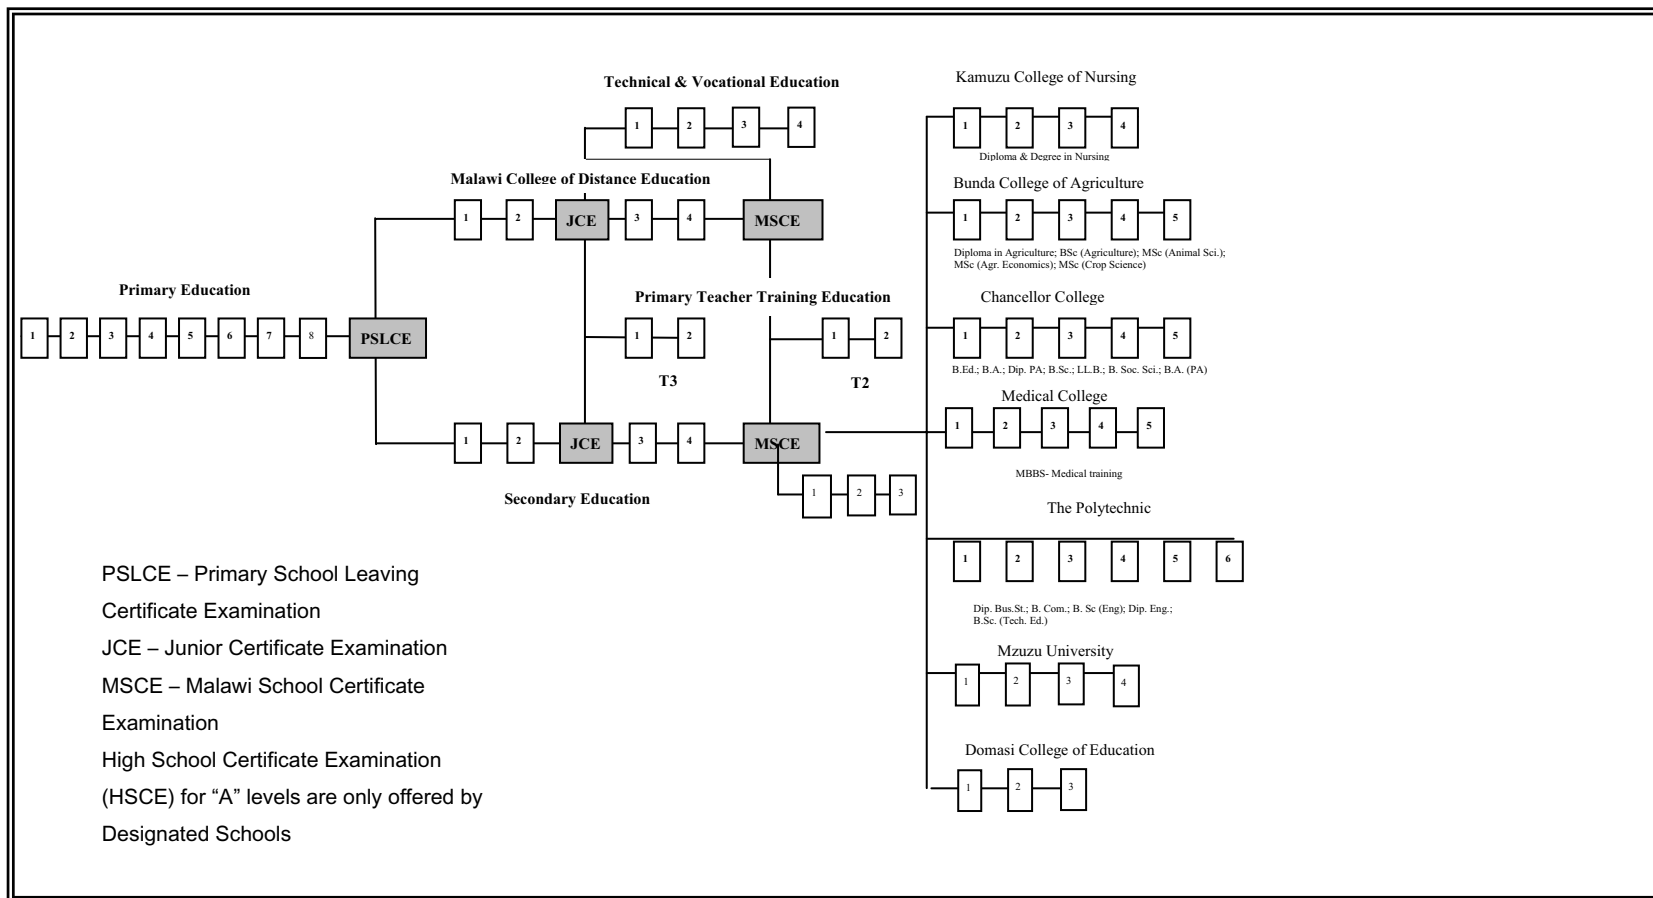 Technical & Vocational Education
1 2 3 4
Malawi College of Distance Education
1 2 JCE 3 4 MSCE
Primary Education
1 2 3 4 5 6 7 8 PSLCE
Primary Teacher Training Education
1 2
T3
1 2
T2
1 2 JCE 3 4 MSCE
1 2 3
Secondary Education
Kamuzu College of Nursing
1 2 3 4
Diploma & Degree in Nursing
Bunda College of Agriculture
1 2 3 4 5
Diploma in Agriculture; BSc (Agriculture); MSc (Animal Sci.);
MSc (Agr. Economics); MSc (Crop Science)
Chancellor College
1 2 3 4 5
B.Ed.; B.A.; Dip. PA; B.Sc.; LL.B.; B. Soc. Sci.; B.A. (PA)
Medical College
1 2 3 4 5
MBBS- Medical training
The Polytechnic
1 2 3 4 5 6
Dip. Bus.St.; B. Com.; B. Sc (Eng); Dip. Eng.;
B.Sc. (Tech. Ed.)
Mzuzu University
1 2 3 4
Domasi College of Education
1 2 3
PSLCE – Primary School Leaving
Certificate Examination
JCE – Junior Certificate Examination
MSCE – Malawi School Certificate
Examination
High School Certificate Examination
(HSCE) for “A” levels are only offered by
Designated Schools